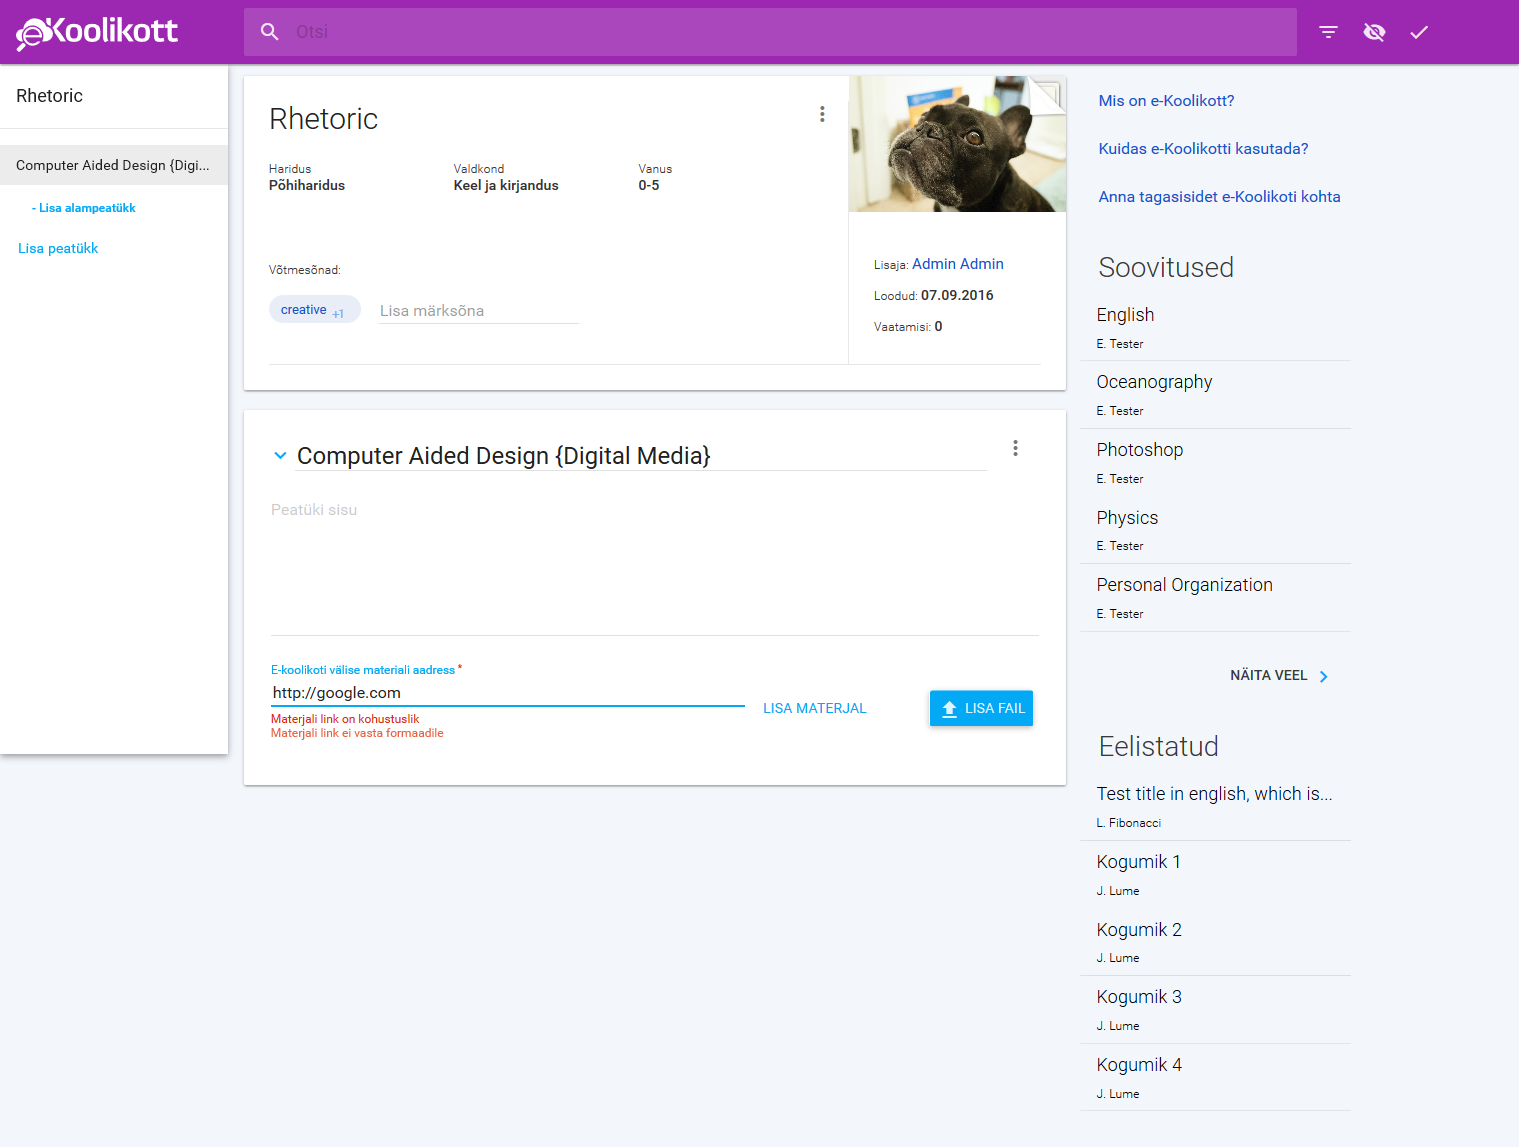 eKoolikott
Otsi
Rhetoric
Computer Aided Design {Digi...
- Lisa alampeatükk
Lisa peatükk
Rhetoric
Haridus
Põhiharidus
Valdkond
Keel ja kirjandus
Vanus
0-5
Võtmesõnad:
creative +1
Lisa märksõna
Lisaja: Admin Admin
Loodud: 07.09.2016
Vaatamisi: 0
Computer Aided Design {Digital Media}
Peatüki sisu
E-koolikoti välise materiali aadress *
http://google.com
Materjali link on kohustuslik
Materjali link ei vasta formaadile
LISA MATERJAL
LISA FAIL
Mis on e-Koolikott?
Kuidas e-Koolikotti kasutada?
Anna tagasisidet e-Koolikoti kohta
Soovitused
English
E. Tester
Oceanography
E. Tester
Photoshop
E. Tester
Physics
E. Tester
Personal Organization
E. Tester
NÄITA VEEL
Eelistatud
Test title in english, which is...
L. Fibonacci
Kogumik 1
J. Lume
Kogumik 2
J. Lume
Kogumik 3
J. Lume
Kogumik 4
J. Lume